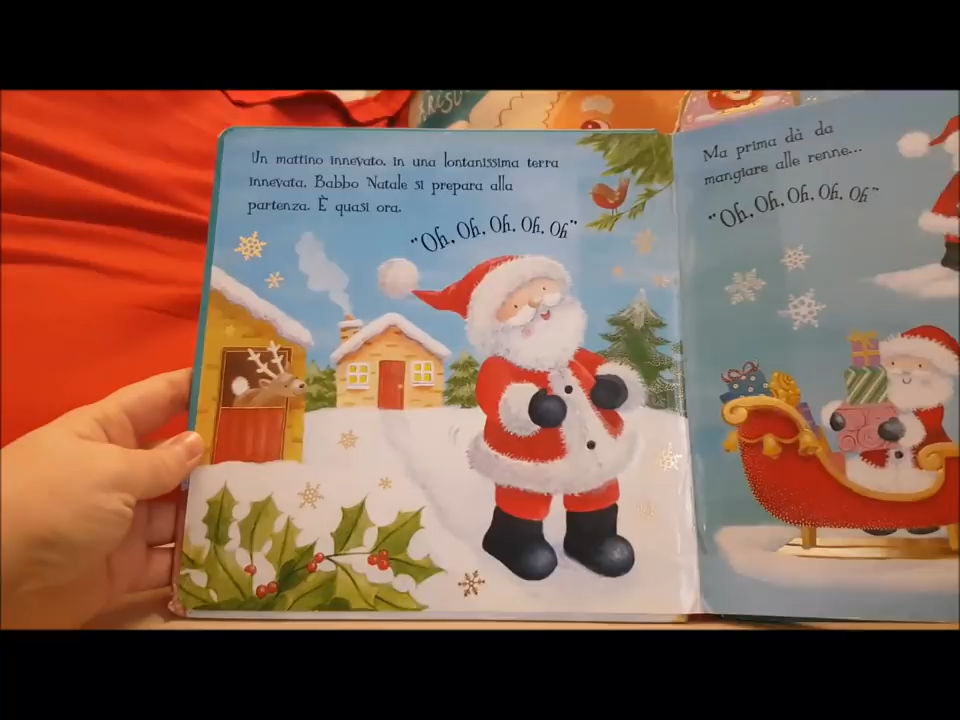 Un mattino innevato, in una lontanissima terra
innevata, Babbo Natale si prepara alla
partenza. È quasi ora.
"Oh, Oh, Oh, Oh, Oh"
Ma prima dà da
mangiare alle renne...
"Oh, Oh, Oh, Oh, Oh"